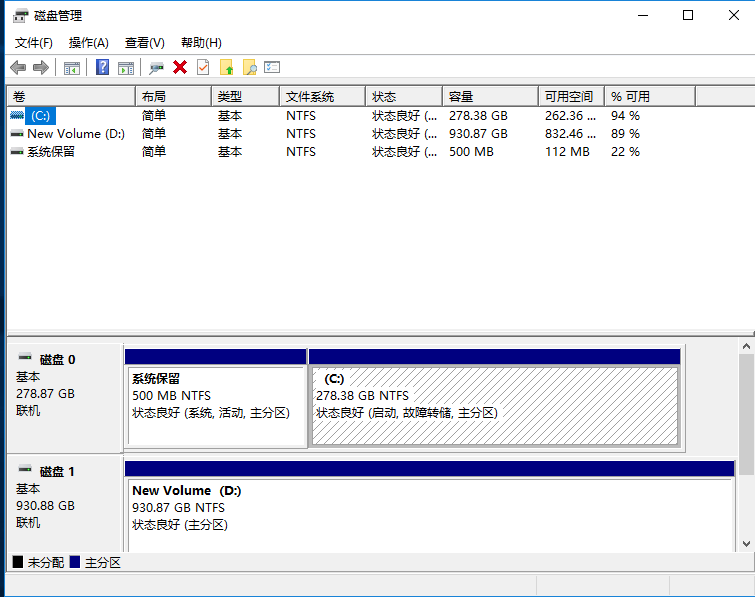 磁盘管理
文件(F) 操作(A) 查看(V) 帮助(H)
卷 布局 类型 文件系统 状态 容量 可用空间 % 可用
(C:) 简单 基本 NTFS 状态良好 (... 278.38 GB 262.36 ... 94 %
New Volume (D:) 简单 基本 NTFS 状态良好 (... 930.87 GB 832.46 ... 89 %
系统保留 简单 基本 NTFS 状态良好 (... 500 MB 112 MB 22 %
磁盘 0
基本
278.87 GB
联机
系统保留
500 MB NTFS
状态良好 (系统, 活动, 主分区)
(C:)
278.38 GB NTFS
状态良好 (启动, 故障转储, 主分区)
磁盘 1
基本
930.88 GB
联机
New Volume (D:)
930.87 GB NTFS
状态良好 (主分区)
未分配 主分区